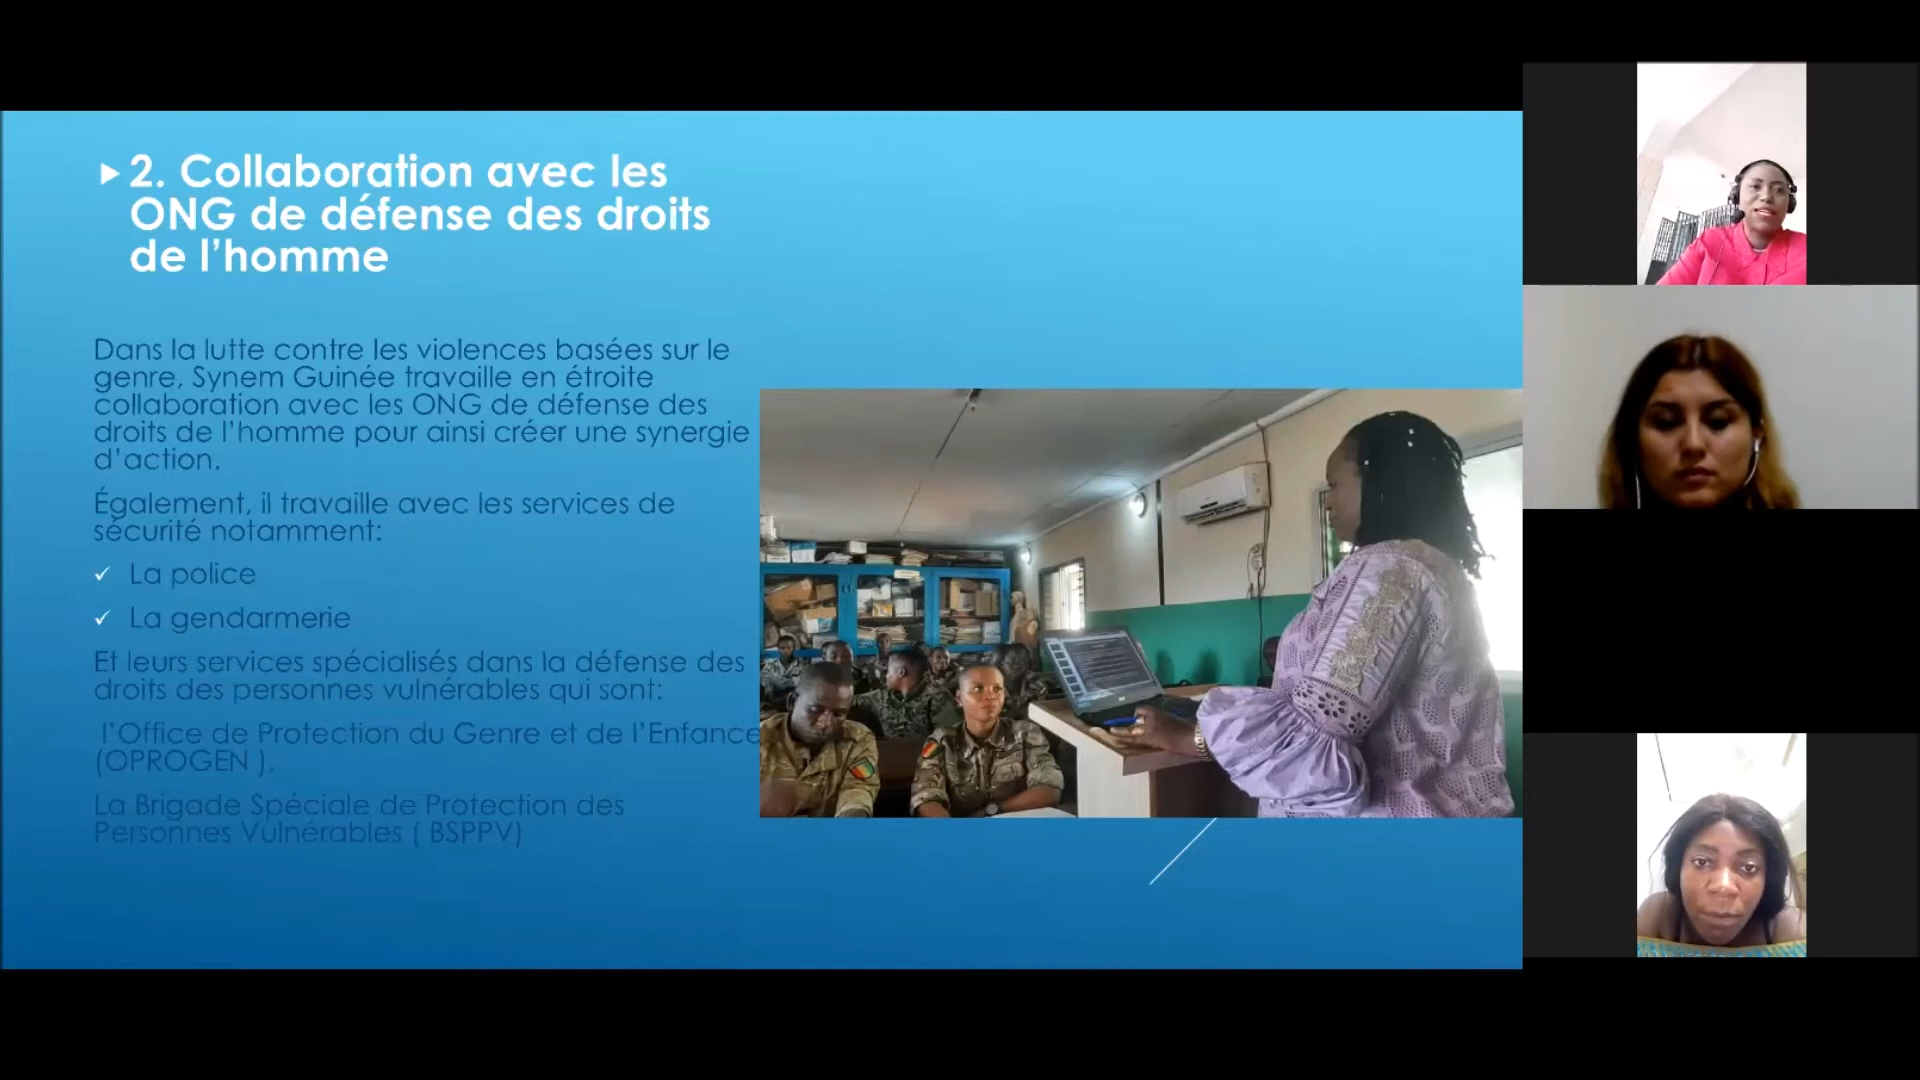 2. Collaboration avec les
ONG de défense des droits
de l'homme
Dans la lutte contre les violences basées sur le
genre, Synem Guinée travaille en étroite
collaboration avec les ONG de défense des
droits de l'homme pour ainsi créer une synergie
d'action.
Également, il travaille avec les services de
sécurité notamment:
La police
La gendarmerie
Et leurs services spécialisés dans la défense des
droits des personnes vulnérables qui sont:
l'Office de Protection du Genre et de l'Enfance
(OPROGEN ).
La Brigade Spéciale de Protection des
Personnes Vulnérables ( BSPPV)